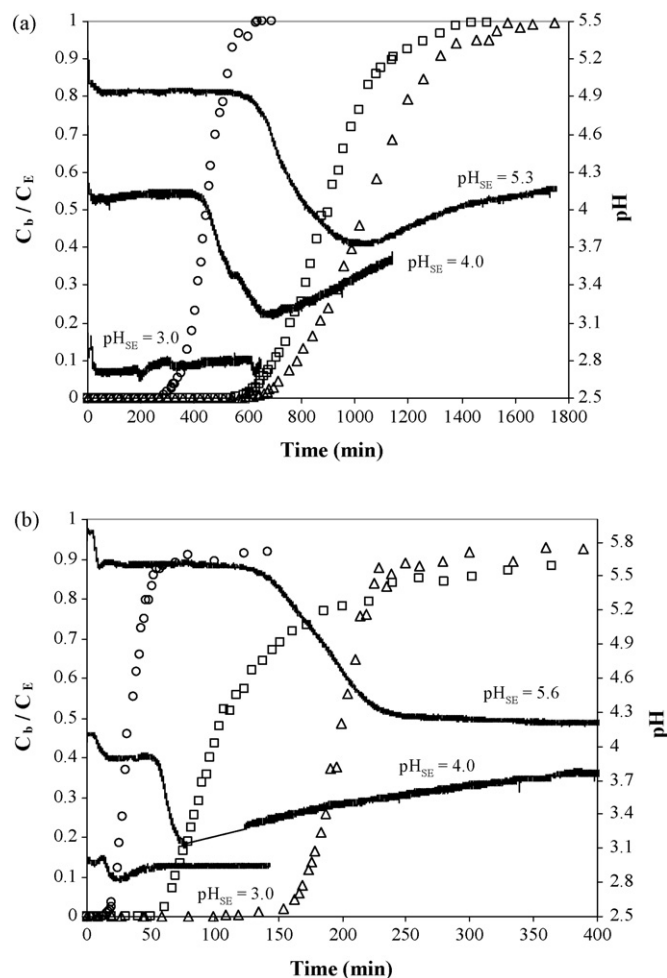 (a)
1
0.9
0.8
0.7
0.6
0.5
0.4
0.3
0.2
0.1
0
C_b / C_E
5.5
5.2
4.9
4.6
4.3
4
3.7
3.4
3.1
2.8
2.5
pH
pH_SE = 5.3
pH_SE = 4.0
pH_SE = 3.0
0 200 400 600 800 1000 1200 1400 1600 1800
Time (min)
(b)
1
0.9
0.8
0.7
0.6
0.5
0.4
0.3
0.2
0.1
0
C_b / C_E
5.8
5.5
5.2
4.9
4.6
4.3
4
3.7
3.4
3.1
2.8
2.5
pH
pH_SE = 5.6
pH_SE = 4.0
pH_SE = 3.0
0 50 100 150 200 250 300 350 400
Time (min)